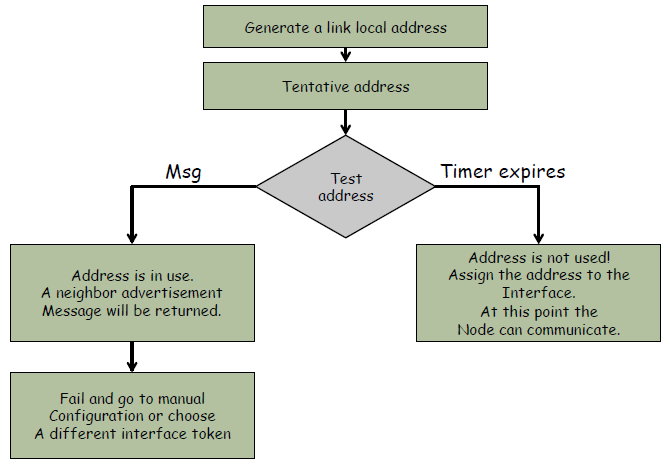 Generate a link local address
Tentative address
Test
address
Msg
Timer expires
Address is in use.
A neighbor advertisement
Message will be returned.
Address is not used!
Assign the address to the
Interface.
At this point the
Node can communicate.
Fail and go to manual
Configuration or choose
A different interface token